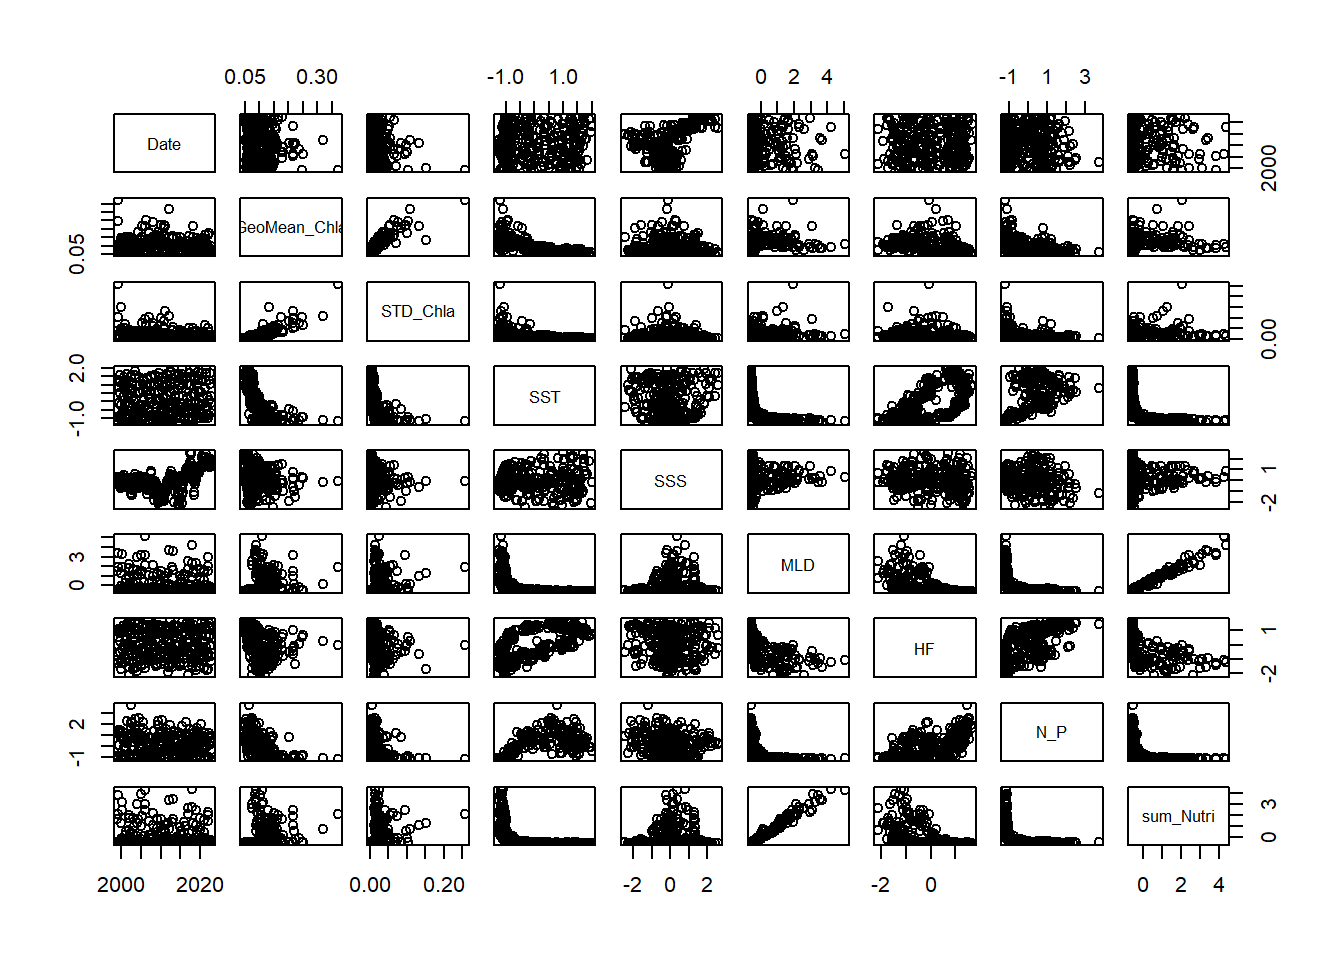 0.05 0.30 -1.0 1.0 0 2 4 -1 1 3
Date 2000
0.05 GeoMean_Chla
STD_Chla 0.00
-1.0 2.0 SST
SSS -2 1
0 3 MLD
HF -2 1
-1 2 N_P
sum_Nutri 0 3
2000 2020 0.00 0.20 -2 0 2 -2 0 0 2 4